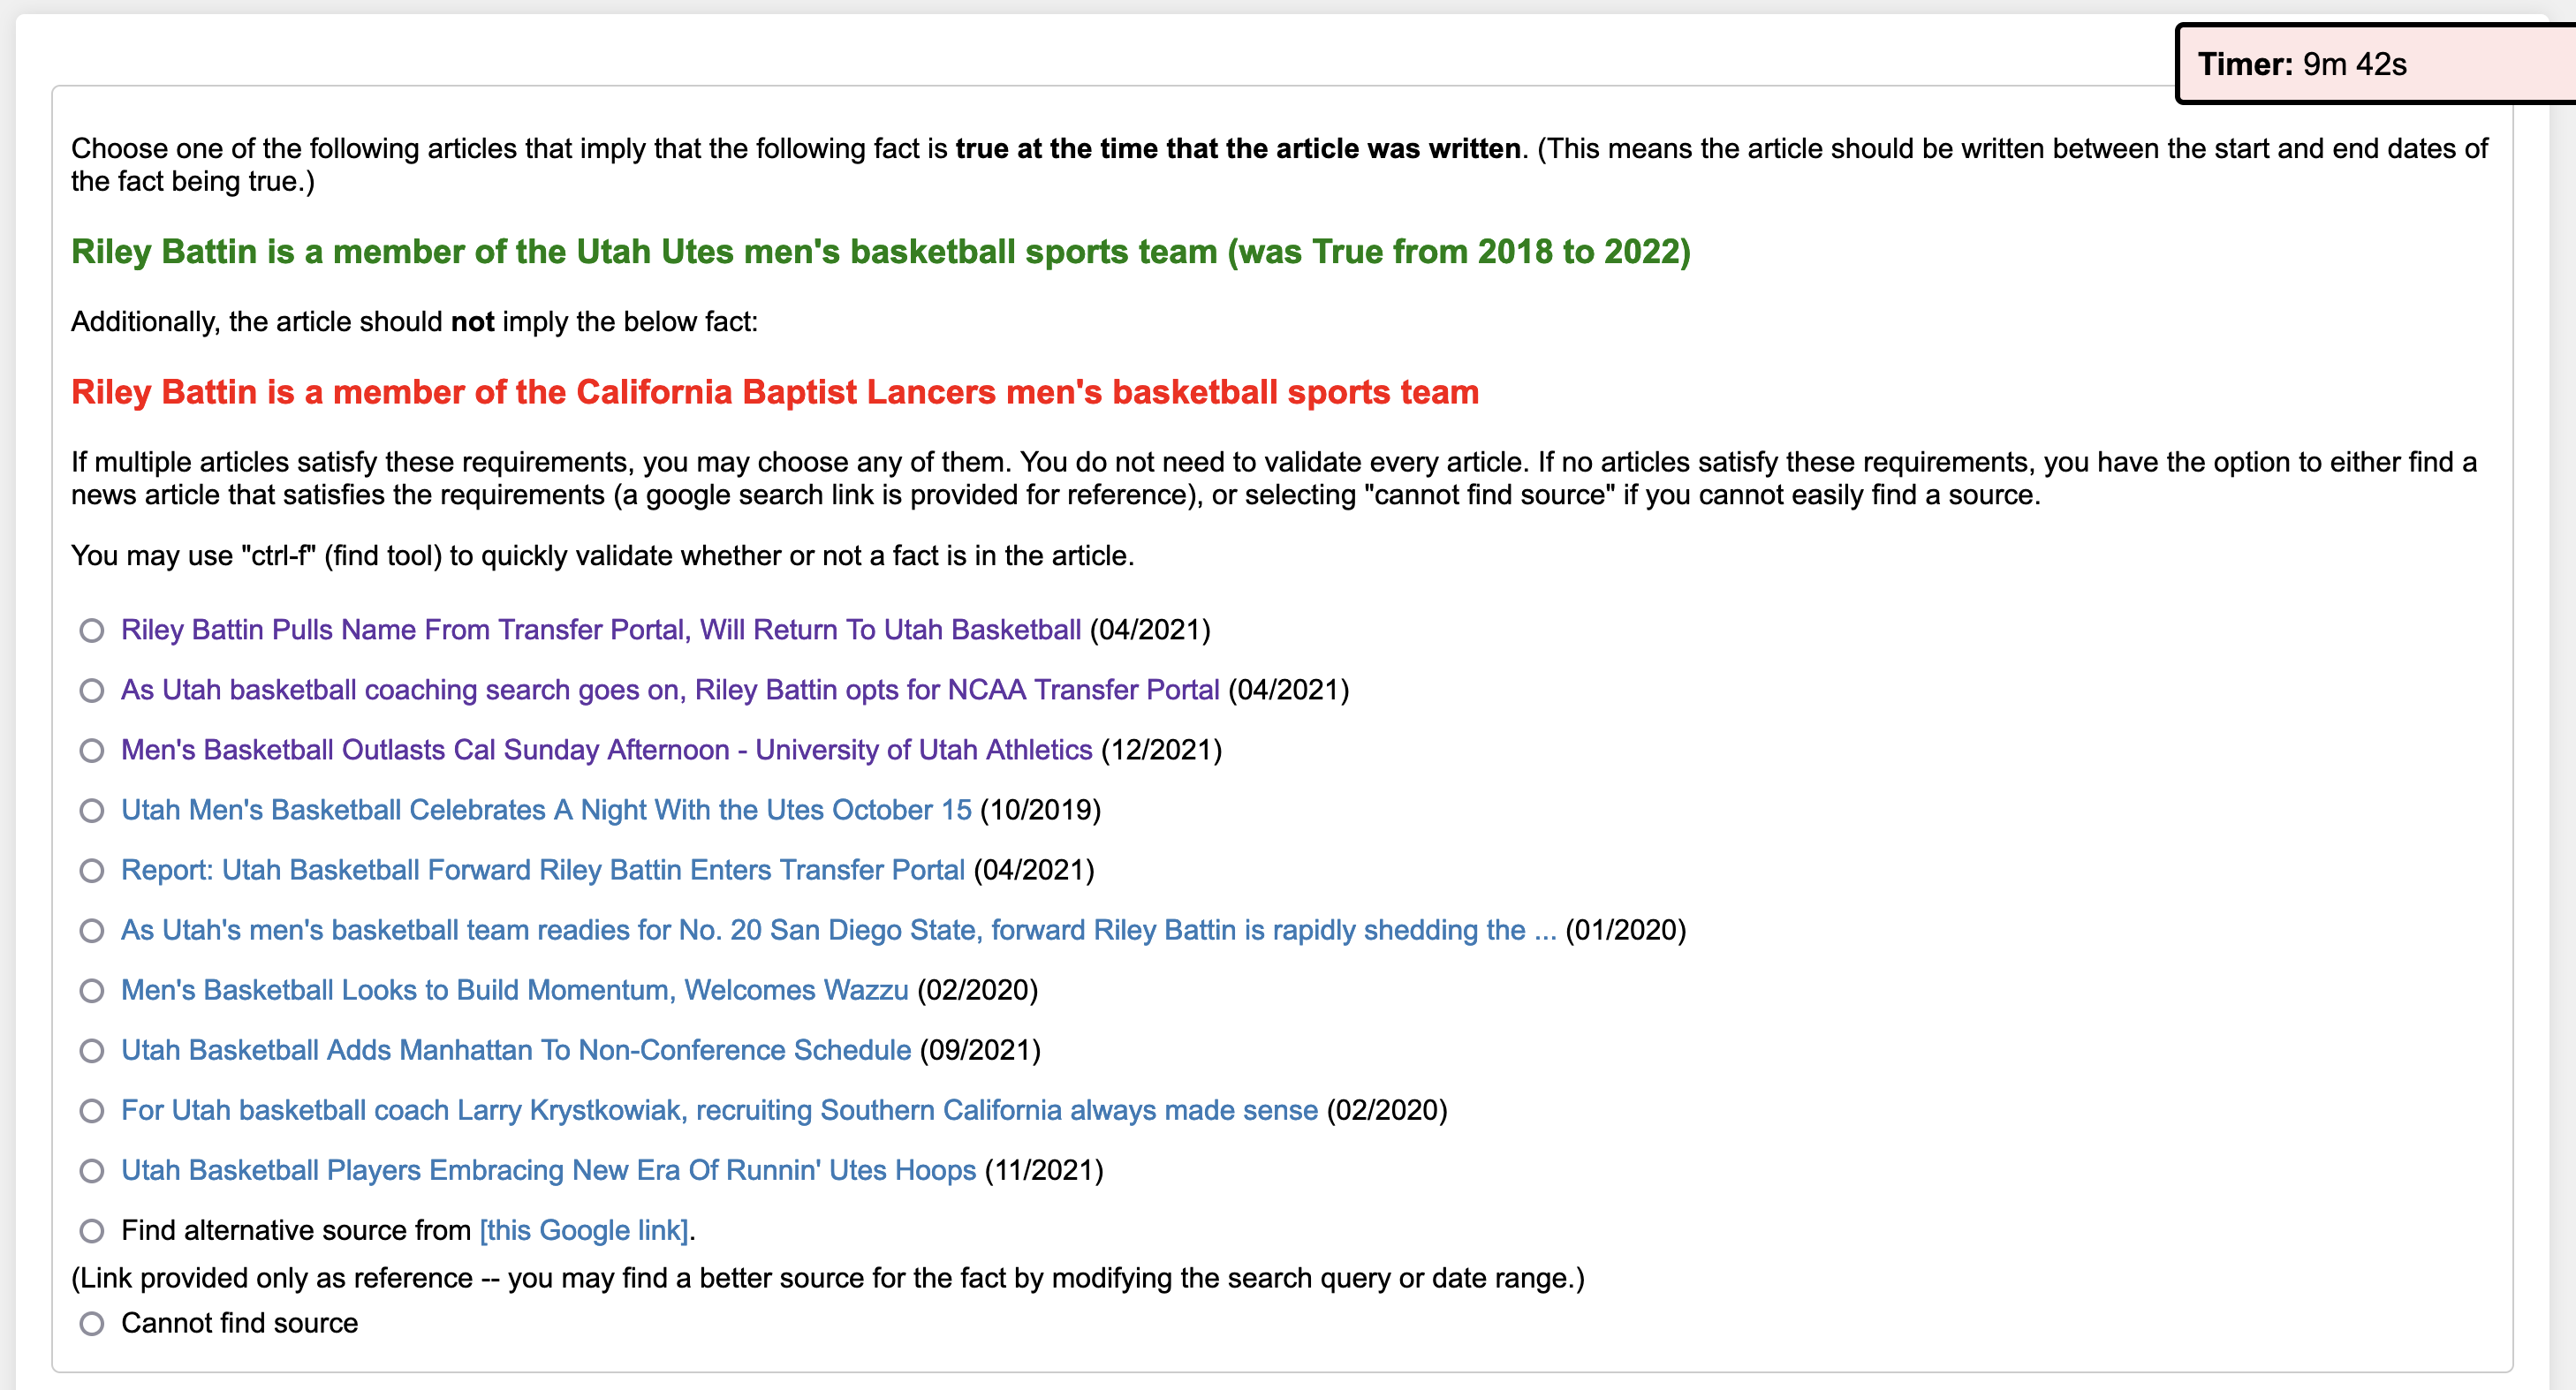 Timer: 9m 42s
Choose one of the following articles that imply that the following fact is true at the time that the article was written. (This means the article should be written between the start and end dates of
the fact being true.)
Riley Battin is a member of the Utah Utes men's basketball sports team (was True from 2018 to 2022)
Additionally, the article should not imply the below fact:
Riley Battin is a member of the California Baptist Lancers men's basketball sports team
If multiple articles satisfy these requirements, you may choose any of them. You do not need to validate every article. If no articles satisfy these requirements, you have the option to either find a
news article that satisfies the requirements (a google search link is provided for reference), or selecting "cannot find source" if you cannot easily find a source.
You may use "ctrl-f" (find tool) to quickly validate whether or not a fact is in the article.
Riley Battin Pulls Name From Transfer Portal, Will Return To Utah Basketball (04/2021)
As Utah basketball coaching search goes on, Riley Battin opts for NCAA Transfer Portal (04/2021)
Men's Basketball Outlasts Cal Sunday Afternoon - University of Utah Athletics (12/2021)
Utah Men's Basketball Celebrates A Night With the Utes October 15 (10/2019)
Report: Utah Basketball Forward Riley Battin Enters Transfer Portal (04/2021)
As Utah's men's basketball team readies for No. 20 San Diego State, forward Riley Battin is rapidly shedding the ... (01/2020)
Men's Basketball Looks to Build Momentum, Welcomes Wazzu (02/2020)
Utah Basketball Adds Manhattan To Non-Conference Schedule (09/2021)
For Utah basketball coach Larry Krystkowiak, recruiting Southern California always made sense (02/2020)
Utah Basketball Players Embracing New Era Of Runnin' Utes Hoops (11/2021)
Find alternative source from [this Google link].
(Link provided only as reference -- you may find a better source for the fact by modifying the search query or date range.)
Cannot find source